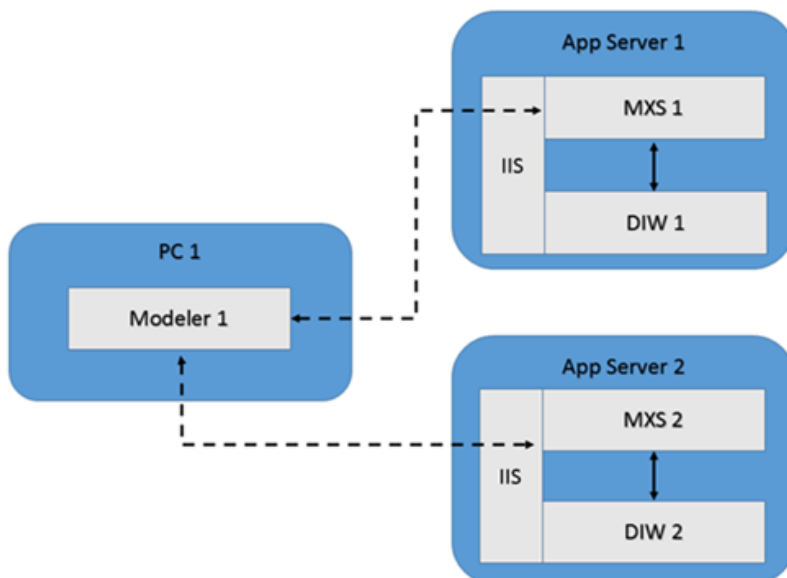 App Server 1
MXS 1
IIS
DIW 1
PC 1
Modeler 1
App Server 2
MXS 2
IIS
DIW 2